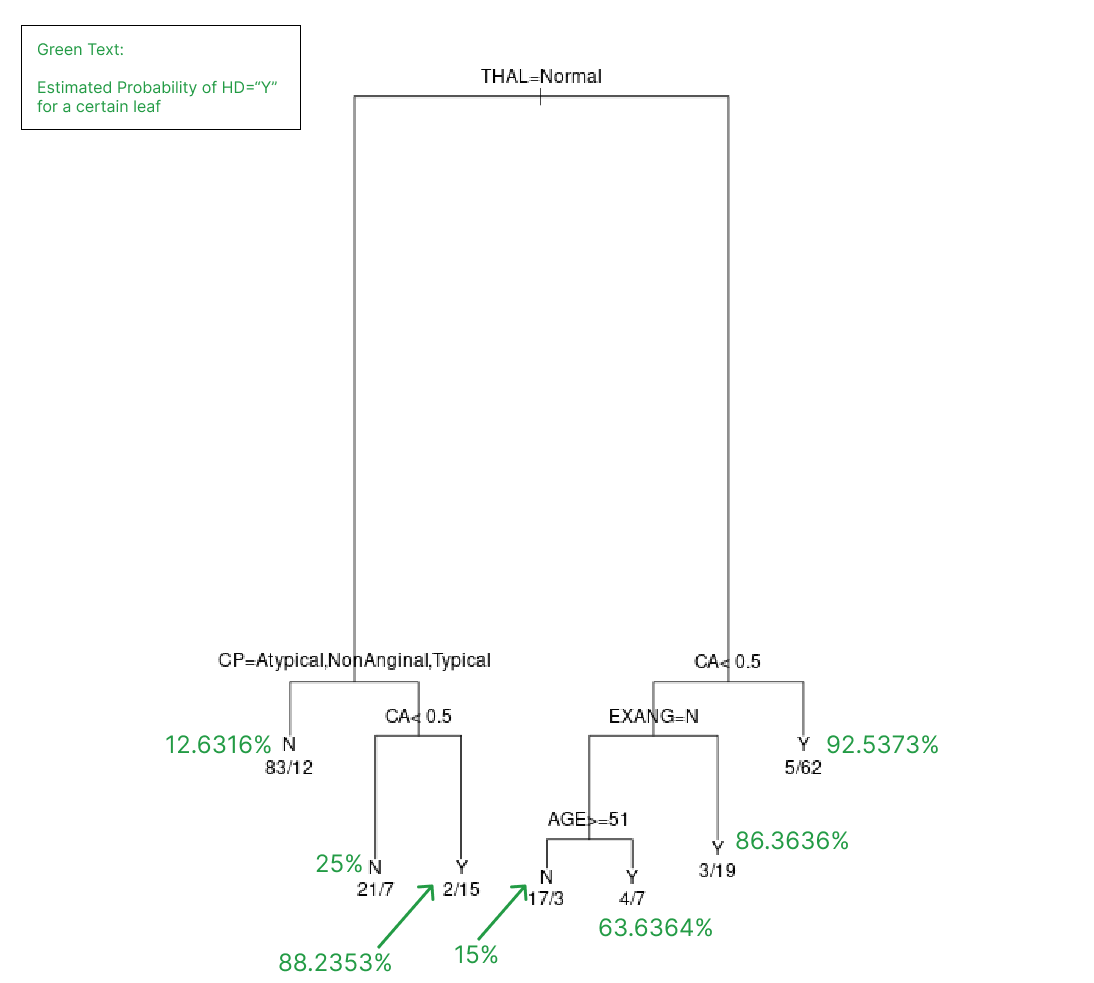 Green Text:
Estimated Probability of HD="Y"
for a certain leaf
THAL=Normal
CP=Atypical,NonAnginal,Typical
CA< 0.5
CA< 0.5
EXANG=N
12.6316%
N
83/12
Y
5/62
92.5373%
AGE>=51
25%
N
21/7
Y
2/15
N
17/3
Y
4/7
Y
3/19
86.3636%
88.2353%
15%
63.6364%